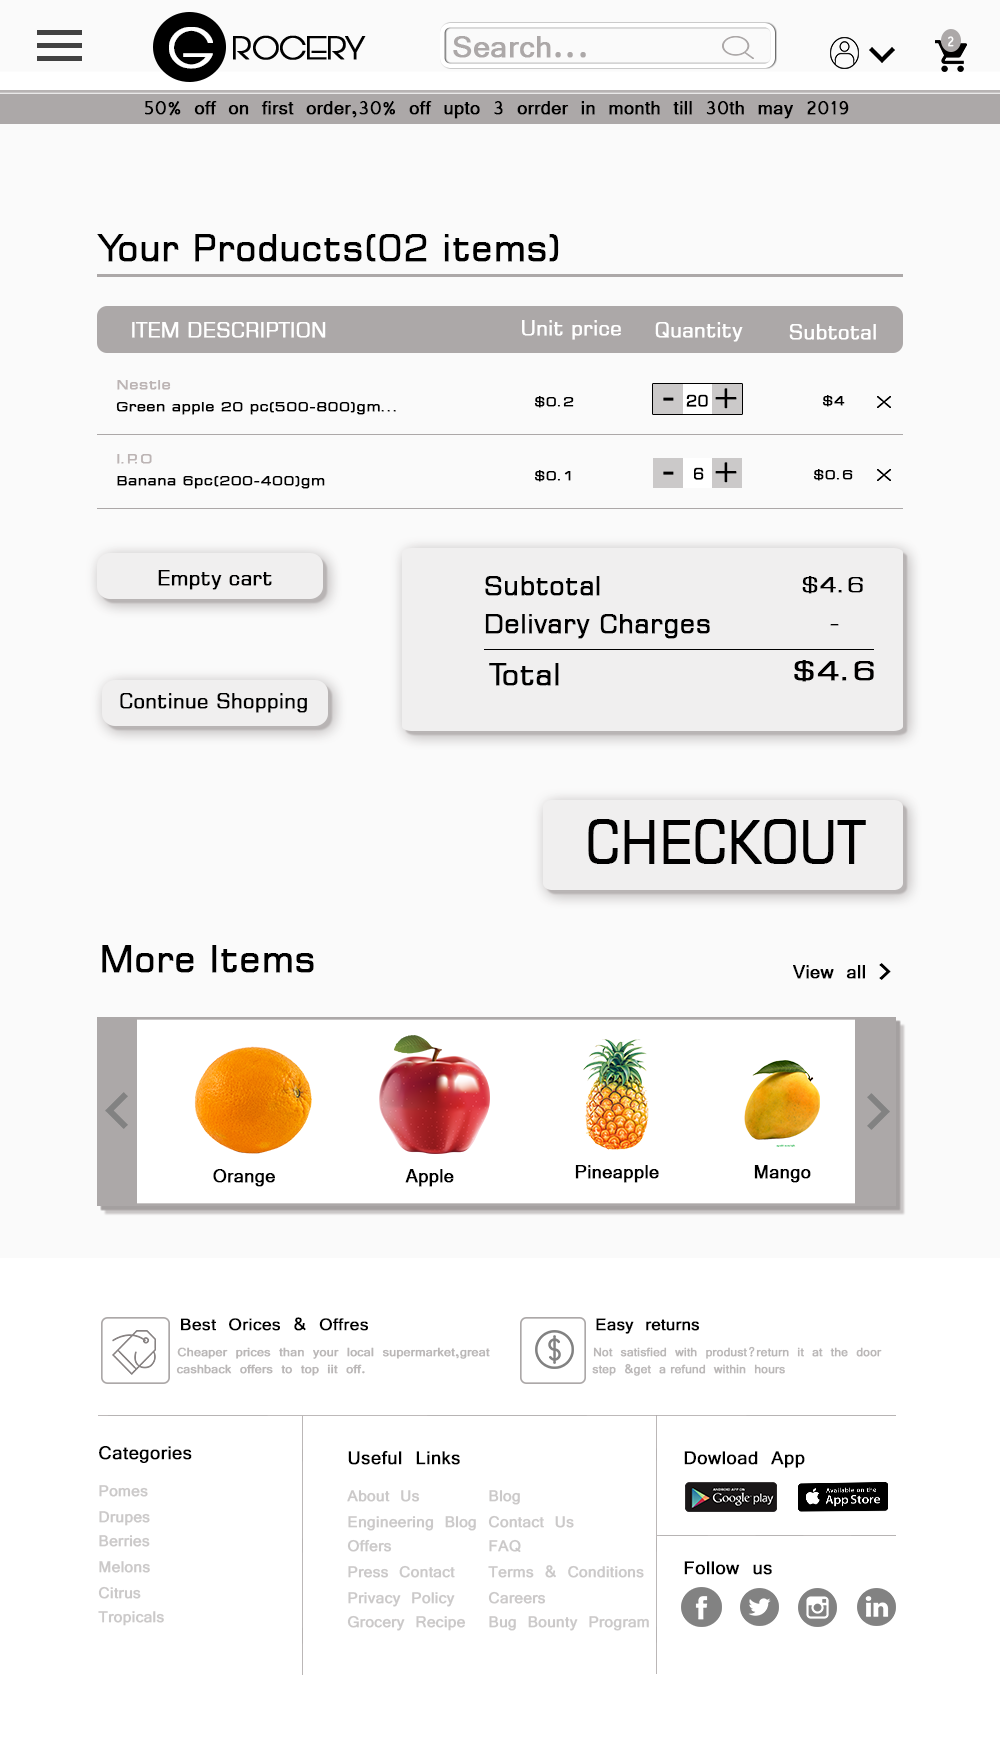 GROCERY
Search...
2
50% off on first order,30% off upto 3 orrder in month till 30th may 2019
Your Products(02 items)
ITEM DESCRIPTION Unit price Quantity Subtotal
Nestle
Green apple 20 pc(500-800)gm... $0.2 - 20 + $4 ×
I.P.O
Banana 6pc(200-400)gm $0.1 - 6 + $0.6 ×
Empty cart
Continue Shopping
Subtotal $4.6
Delivary Charges -
Total $4.6
CHECKOUT
More Items
View all >
Orange Apple Pineapple Mango
Best Orices & Offres
Cheaper prices than your local supermarket,great
cashback offers to top iit off.
Easy returns
Not satisfied with produst?return it at the door
step &get a refund within hours
Categories
Pomes
Drupes
Berries
Melons
Citrus
Tropicals
Useful Links
About Us Blog
Engineering Blog Contact Us
Offers FAQ
Press Contact Terms & Conditions
Privacy Policy Careers
Grocery Recipe Bug Bounty Program
Dowload App
ANDROID APP ON
Google play
Available on the
App Store
Follow us